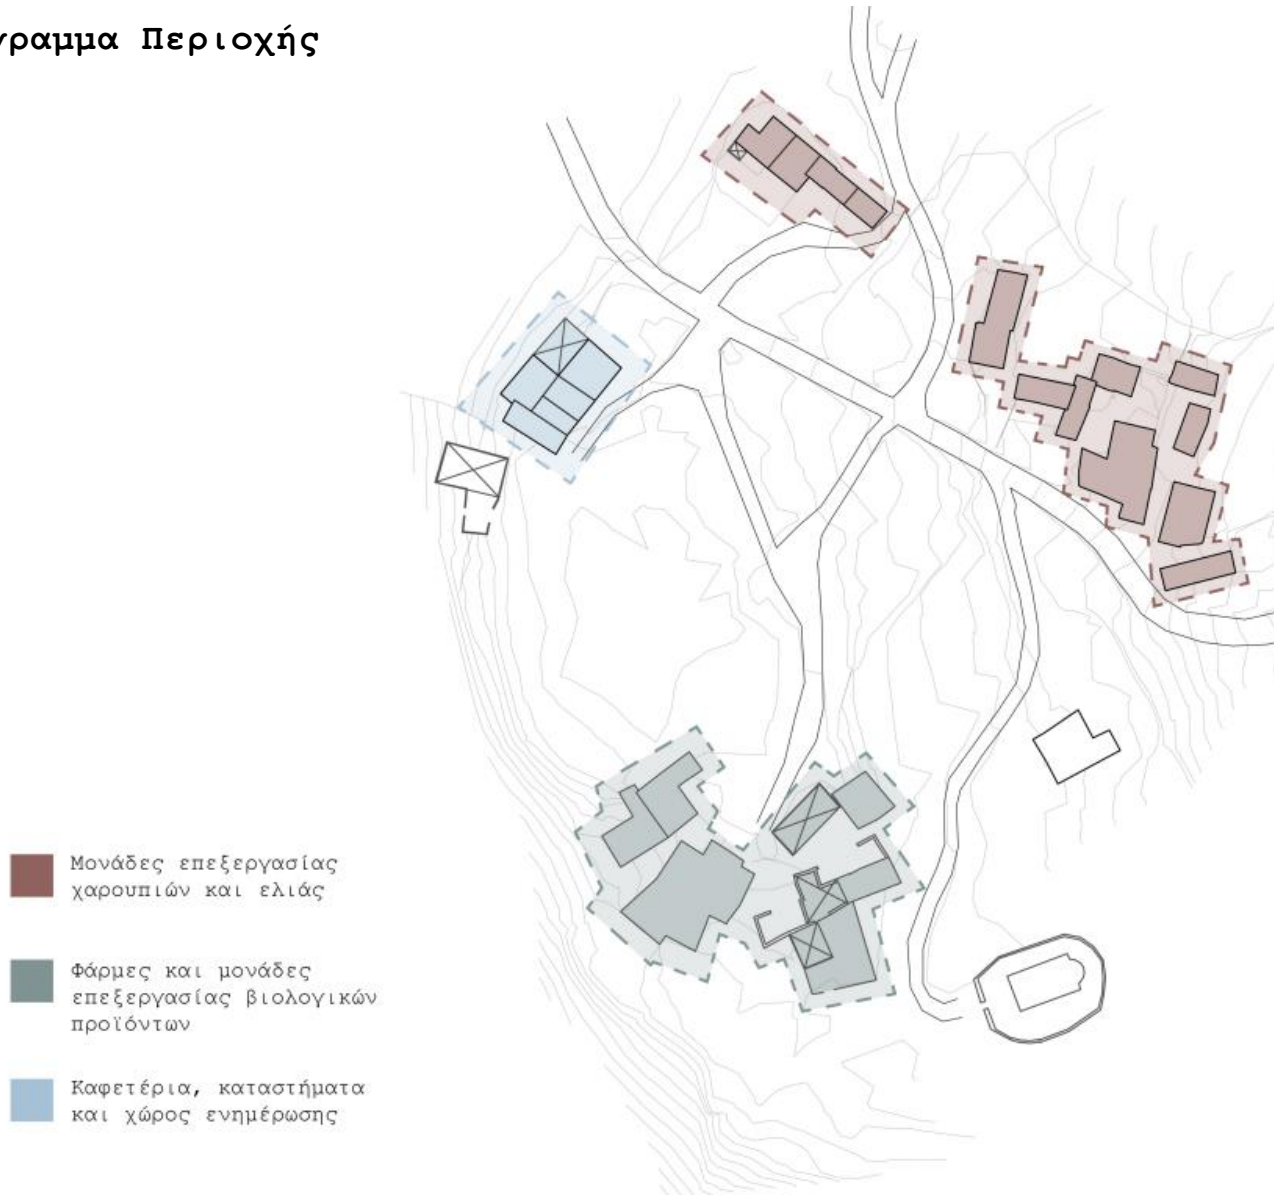 γραμμα Περιοχής
Μονάδες επεξεργασίας
χαρουπιών και ελιάς
Φάρμες και μονάδες
επεξεργασίας βιολογικών
προϊόντων
Καφετέρια, καταστήματα
και χώρος ενημέρωσης